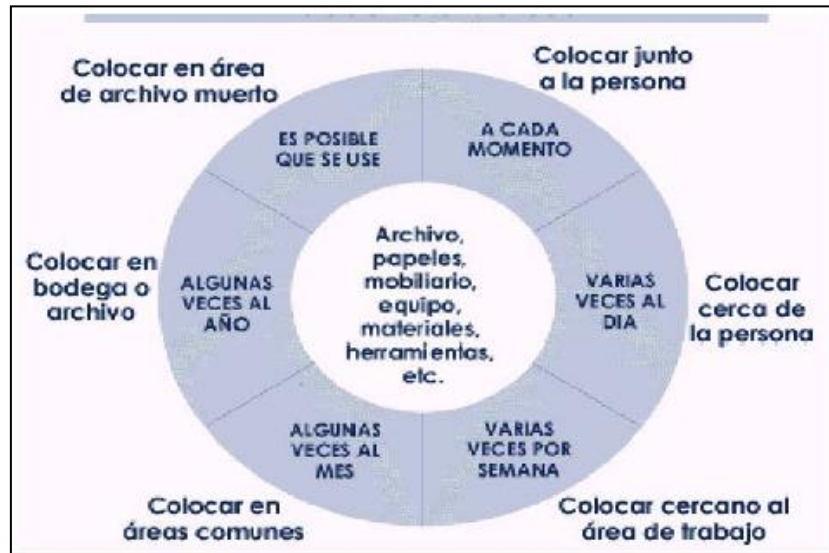 Colocar en área
de archivo muerto
Colocar junto
a la persona
ES POSIBLE
QUE SE USE
A CADA
MOMENTO
Colocar en
bodega o
archivo
ALGUNAS
VECES AL
AÑO
Archivo,
papeles,
mobiliario,
equipo,
materiales,
herramientas,
etc.
VARIAS
VECES AL
DIA
Colocar
cerca de
la persona
ALGUNAS
VECES AL
MES
VARIAS
VECES POR
SEMANA
Colocar en
áreas comunes
Colocar cercano al
área de trabajo